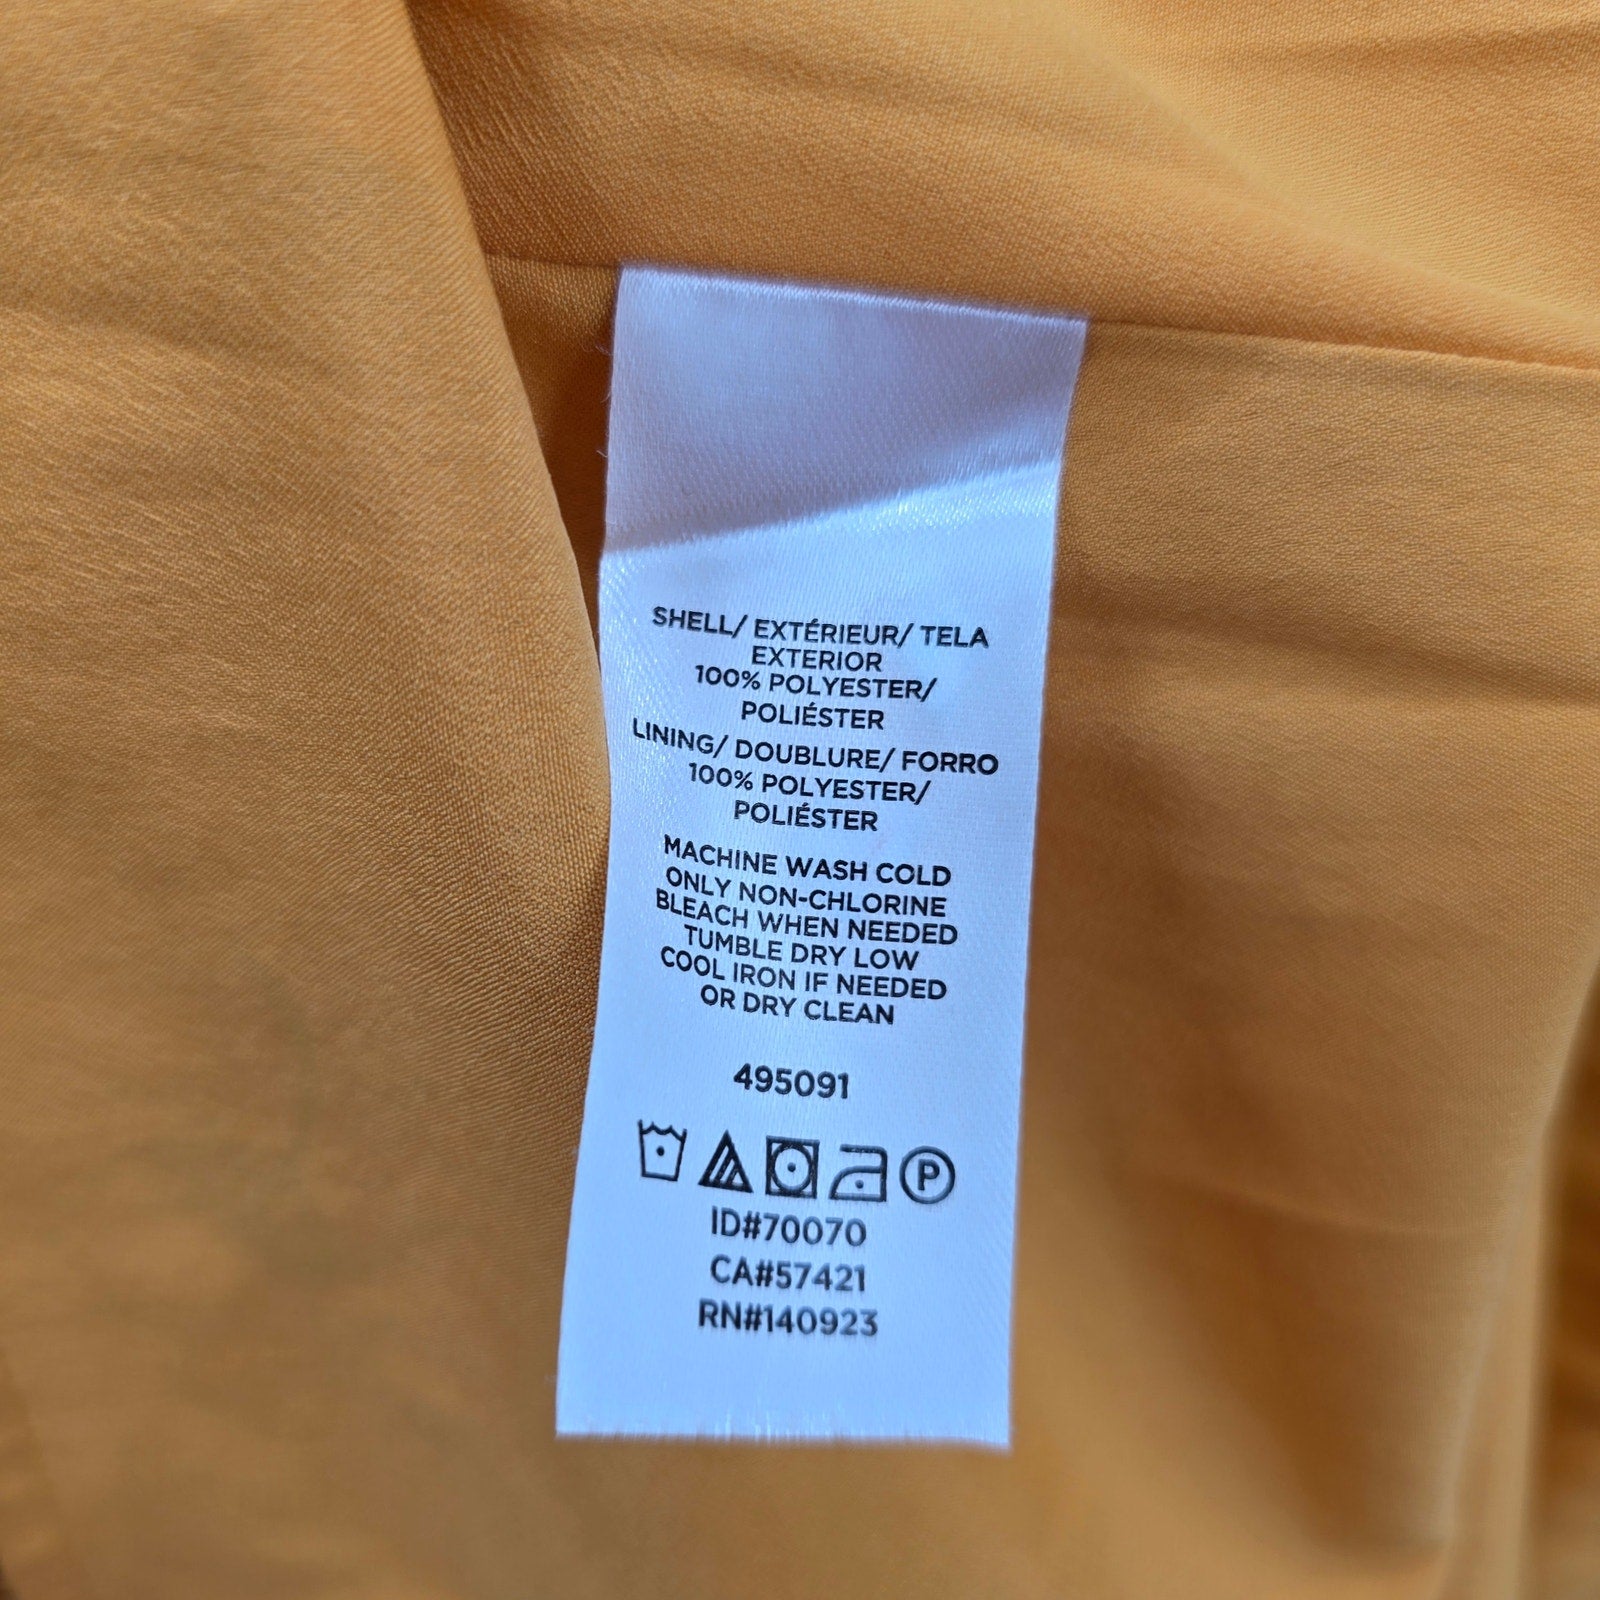 SHELL/ EXTÉRIEUR/ TELA
EXTERIOR
100% POLYESTER/
POLIÉSTER
LINING/ DOUBLURE/ FORRO
100% POLYESTER/
POLIÉSTER
MACHINE WASH COLD
ONLY NON-CHLORINE
BLEACH WHEN NEEDED
TUMBLE DRY LOW
COOL IRON IF NEEDED
OR DRY CLEAN
495091
P
ID#70070
CA#57421
RN#140923